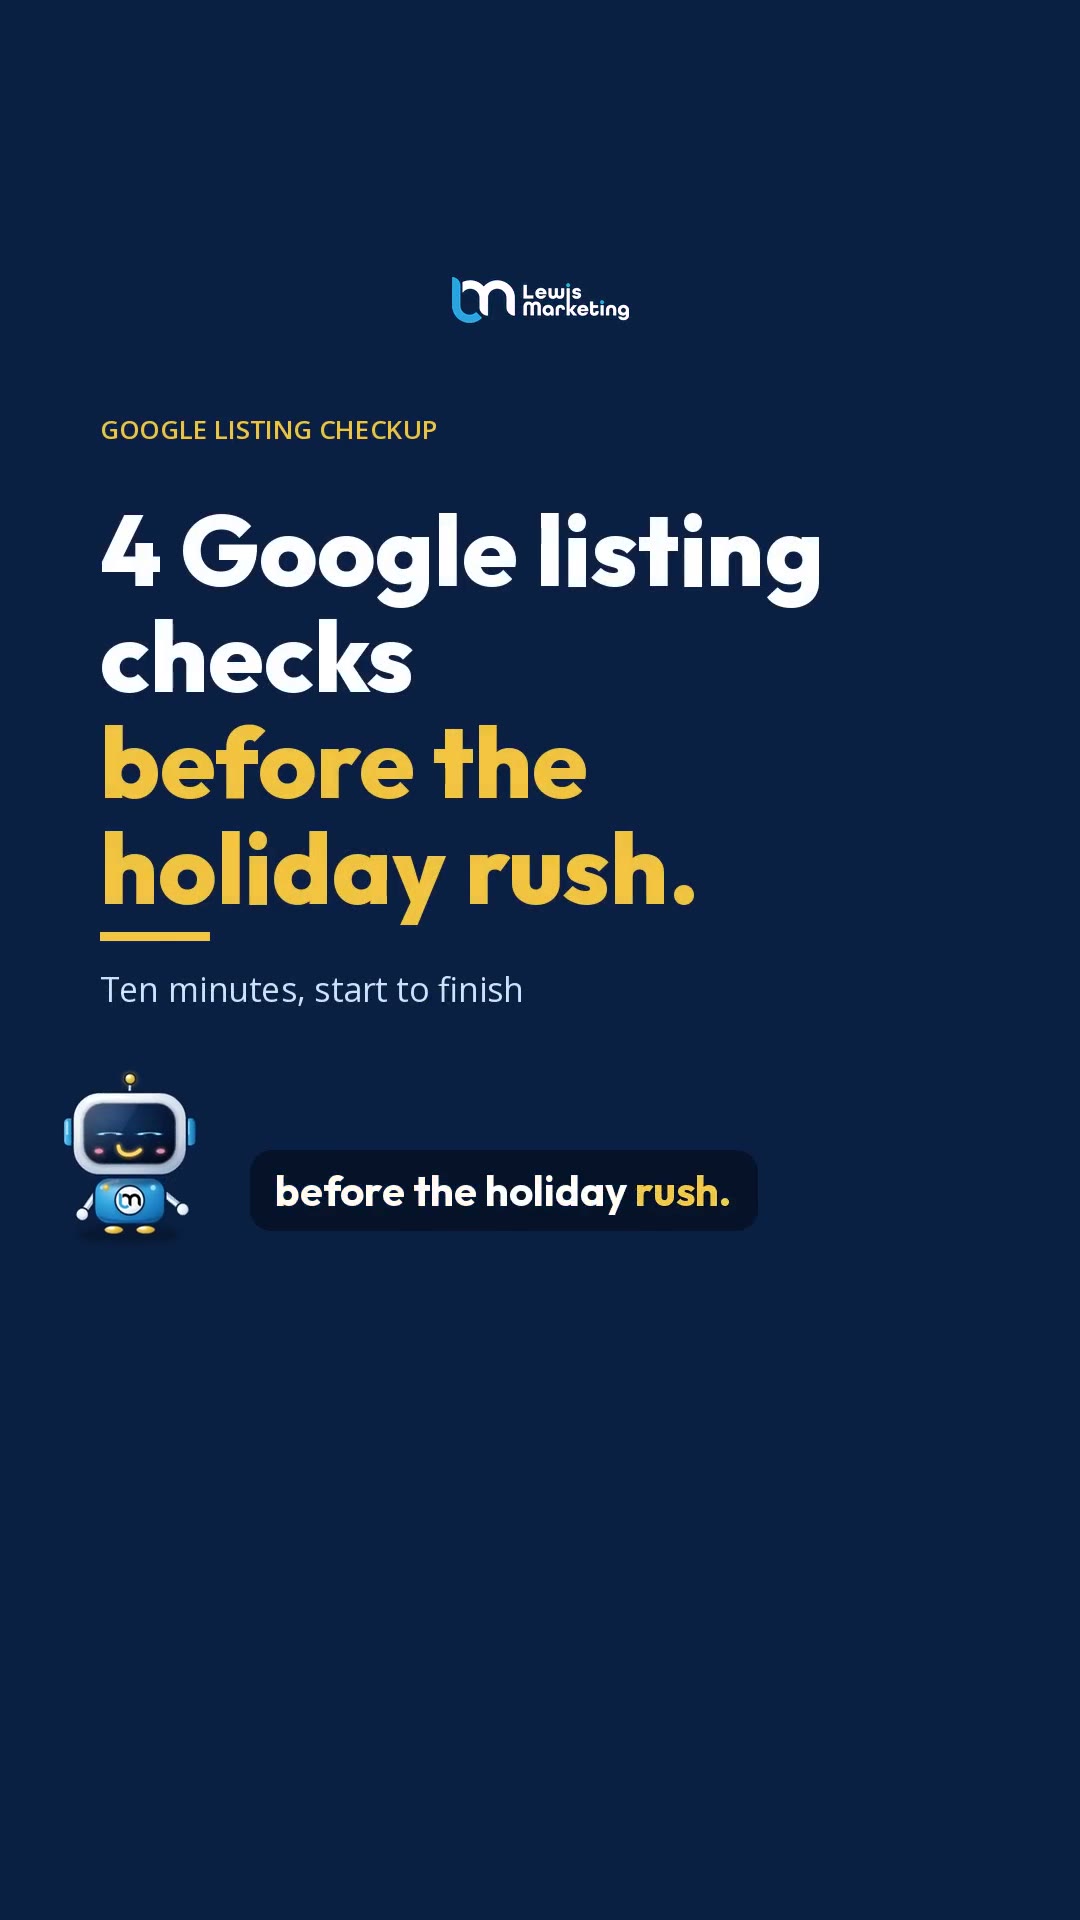 Lewis
Marketing
GOOGLE LISTING CHECKUP
4 Google listing
checks
before the
holiday rush.
Ten minutes, start to finish
before the holiday rush.